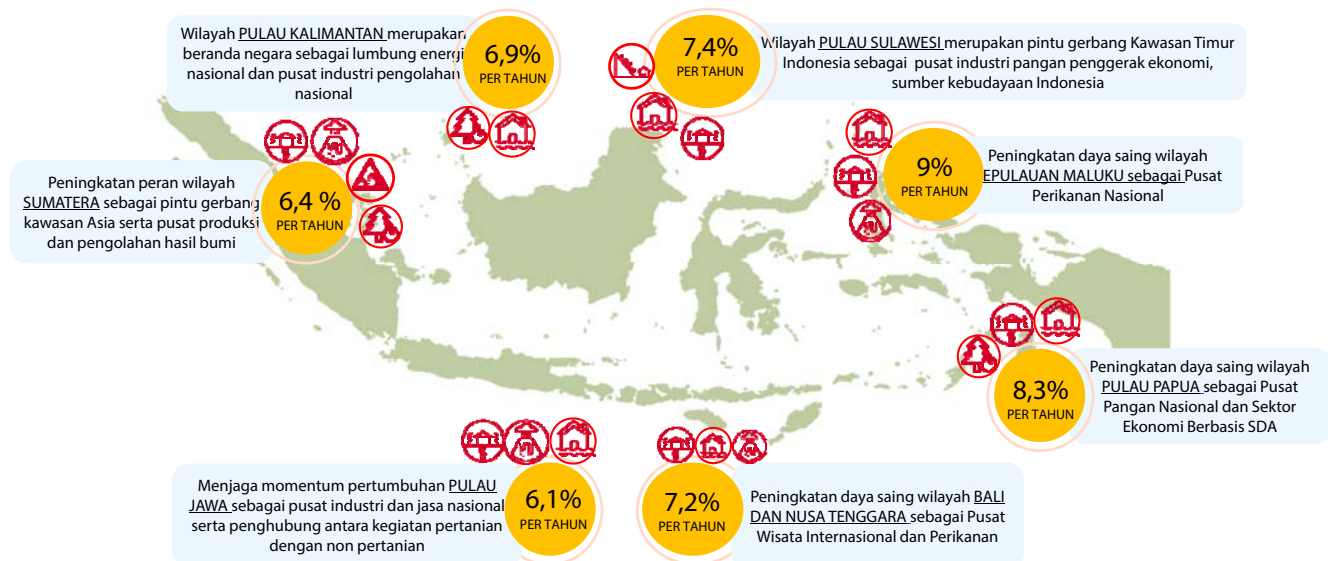 Wilayah PULAU KALIMANTAN merupakan
beranda negara sebagai lumbung energi
nasional dan pusat industri pengolahan
nasional
6,9%
PER TAHUN
7,4%
PER TAHUN
Wilayah PULAU SULAWESI merupakan pintu gerbang Kawasan Timur
Indonesia sebagai pusat industri pangan penggerak ekonomi,
sumber kebudayaan Indonesia
Peningkatan peran wilayah
SUMATERA sebagai pintu gerbang
kawasan Asia serta pusat produksi
dan pengolahan hasil bumi
6,4 %
PER TAHUN
9%
PER TAHUN
Peningkatan daya saing wilayah
EPULAUAN MALUKU sebagai Pusat
Perikanan Nasional
8,3%
PER TAHUN
Peningkatan daya saing wilayah
PULAU PAPUA sebagai Pusat
Pangan Nasional dan Sektor
Ekonomi Berbasis SDA
Menjaga momentum pertumbuhan PULAU
JAWA sebagai pusat industri dan jasa nasional
serta penghubung antara kegiatan pertanian
dengan non pertanian
6,1%
PER TAHUN
7,2%
PER TAHUN
Peningkatan daya saing wilayah BALI
DAN NUSA TENGGARA sebagai Pusat
Wisata Internasional dan Perikanan